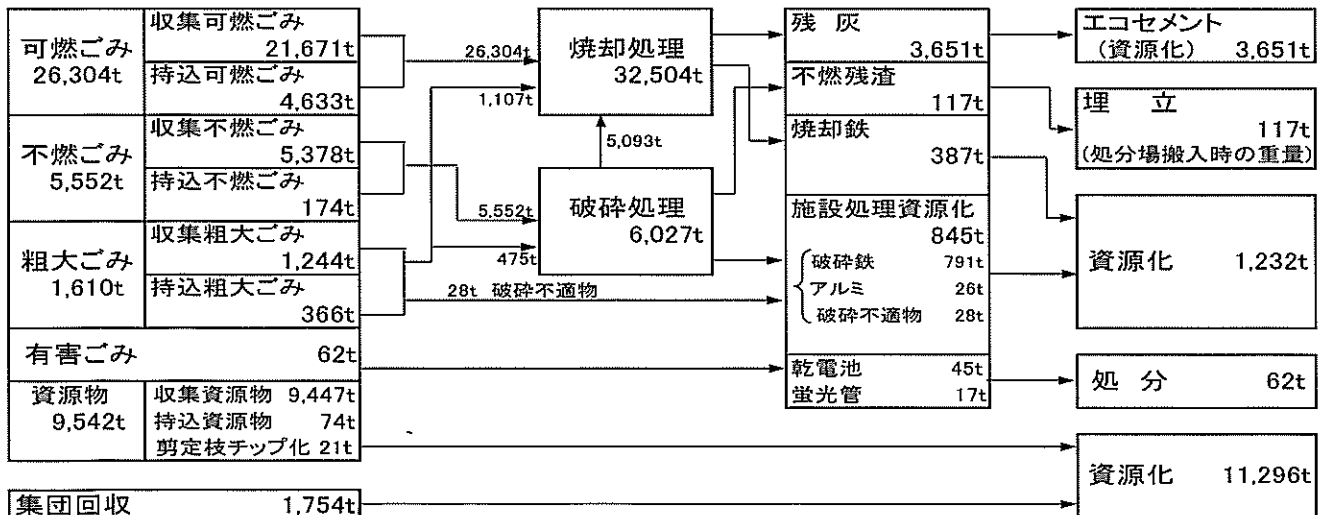 可燃ごみ
26,304t
収集可燃ごみ
21,671t
持込可燃ごみ
4,633t
不燃ごみ
5,552t
収集不燃ごみ
5,378t
持込不燃ごみ
174t
粗大ごみ
1,610t
収集粗大ごみ
1,244t
持込粗大ごみ
366t
有害ごみ 62t
資源物
9,542t
収集資源物 9,447t
持込資源物 74t
剪定枝チップ化 21t
集団回収 1,754t
26,304t
1,107t
5,093t
5,552t
475t
28t 破砕不適物
焼却処理
32,504t
破砕処理
6,027t
残 灰
3,651t
不燃残渣
117t
焼却鉄
387t
施設処理資源化
845t
破砕鉄 791t
アルミ 26t
破砕不適物 28t
乾電池 45t
蛍光管 17t
エコセメント
(資源化) 3,651t
埋 立
117t
(処分場搬入時の重量)
資源化 1,232t
処 分 62t
資源化 11,296t